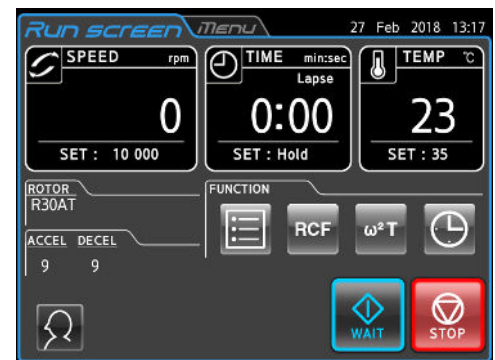 Run screen Menu 27 Feb 2018 13:17
SPEED rpm
0
SET : 10 000
TIME min:sec
Lapse
0:00
SET : Hold
TEMP ℃
23
SET : 35
ROTOR
R30AT
ACCEL DECEL
9 9
FUNCTION
RCF ω²T
WAIT STOP